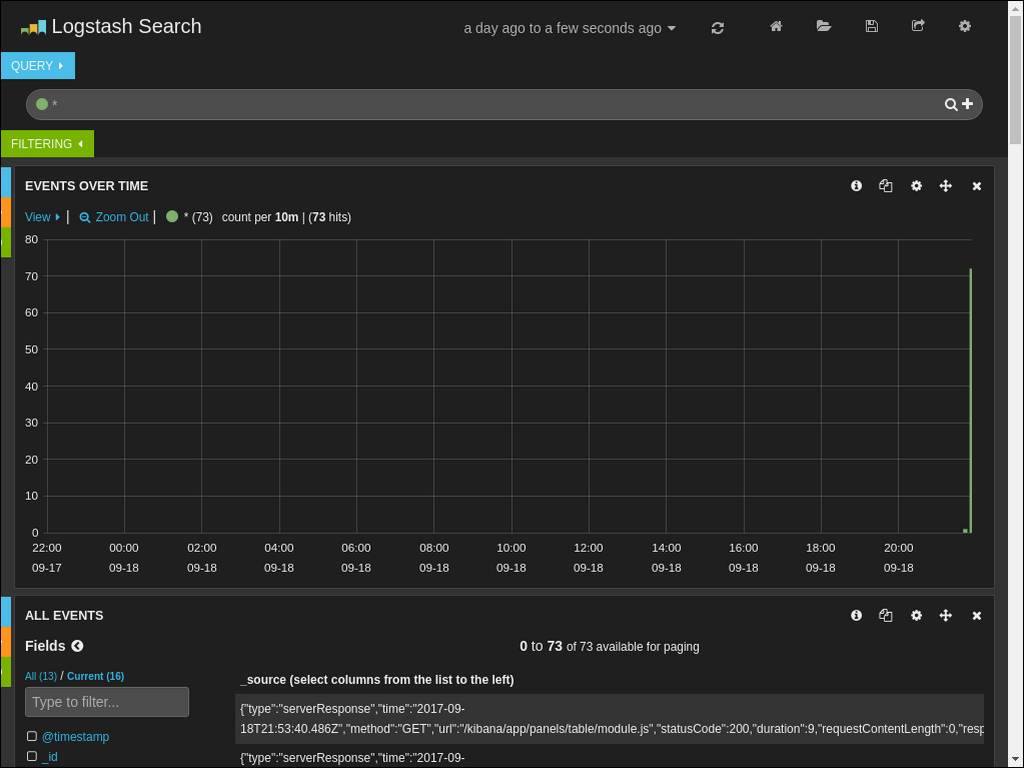 Logstash Search
a day ago to a few seconds ago
QUERY
*
FILTERING
EVENTS OVER TIME
View | Zoom Out | * (73) count per 10m | (73 hits)
80
70
60
50
40
30
20
10
0
22:00 00:00 02:00 04:00 06:00 08:00 10:00 12:00 14:00 16:00 18:00 20:00
09-17 09-18 09-18 09-18 09-18 09-18 09-18 09-18 09-18 09-18 09-18 09-18
ALL EVENTS
Fields
0 to 73 of 73 available for paging
All (13) / Current (16)
_source (select columns from the list to the left)
Type to filter...
{"type":"serverResponse","time":"2017-09-
18T21:53:40.486Z","method":"GET","url":"/kibana/app/panels/table/module.js","statusCode":200,"duration":9,"requestContentLength":0,"resp
@timestamp
_id
{"type":"serverResponse","time":"2017-09-